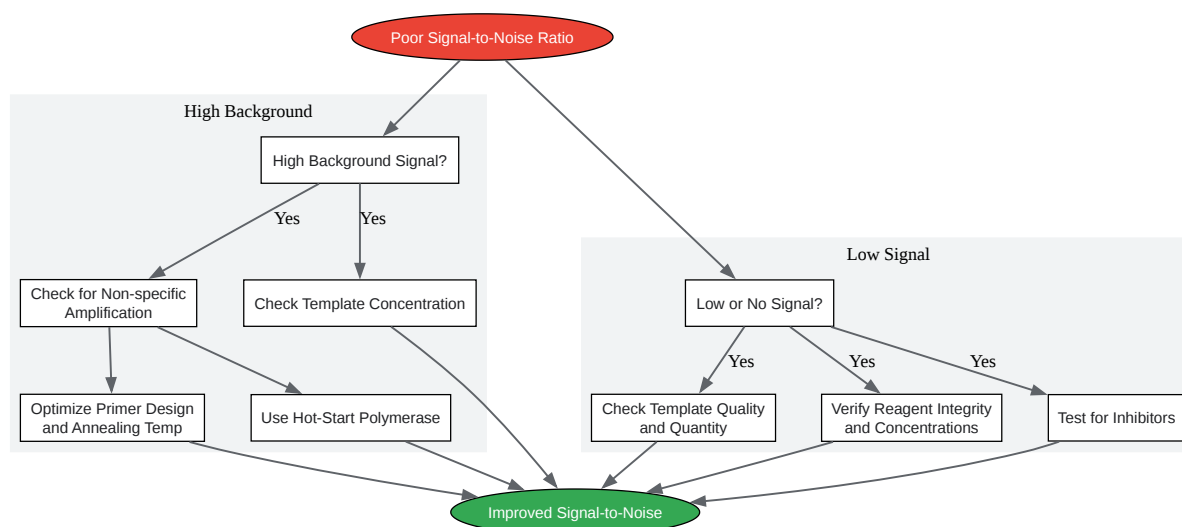 Poor Signal-to-Noise Ratio
High Background
High Background Signal?
Yes
Yes
Check for Non-specific
Amplification
Check Template Concentration
Optimize Primer Design
and Annealing Temp
Use Hot-Start Polymerase
Low Signal
Low or No Signal?
Yes
Yes
Yes
Check Template Quality
and Quantity
Verify Reagent Integrity
and Concentrations
Test for Inhibitors
Improved Signal-to-Noise